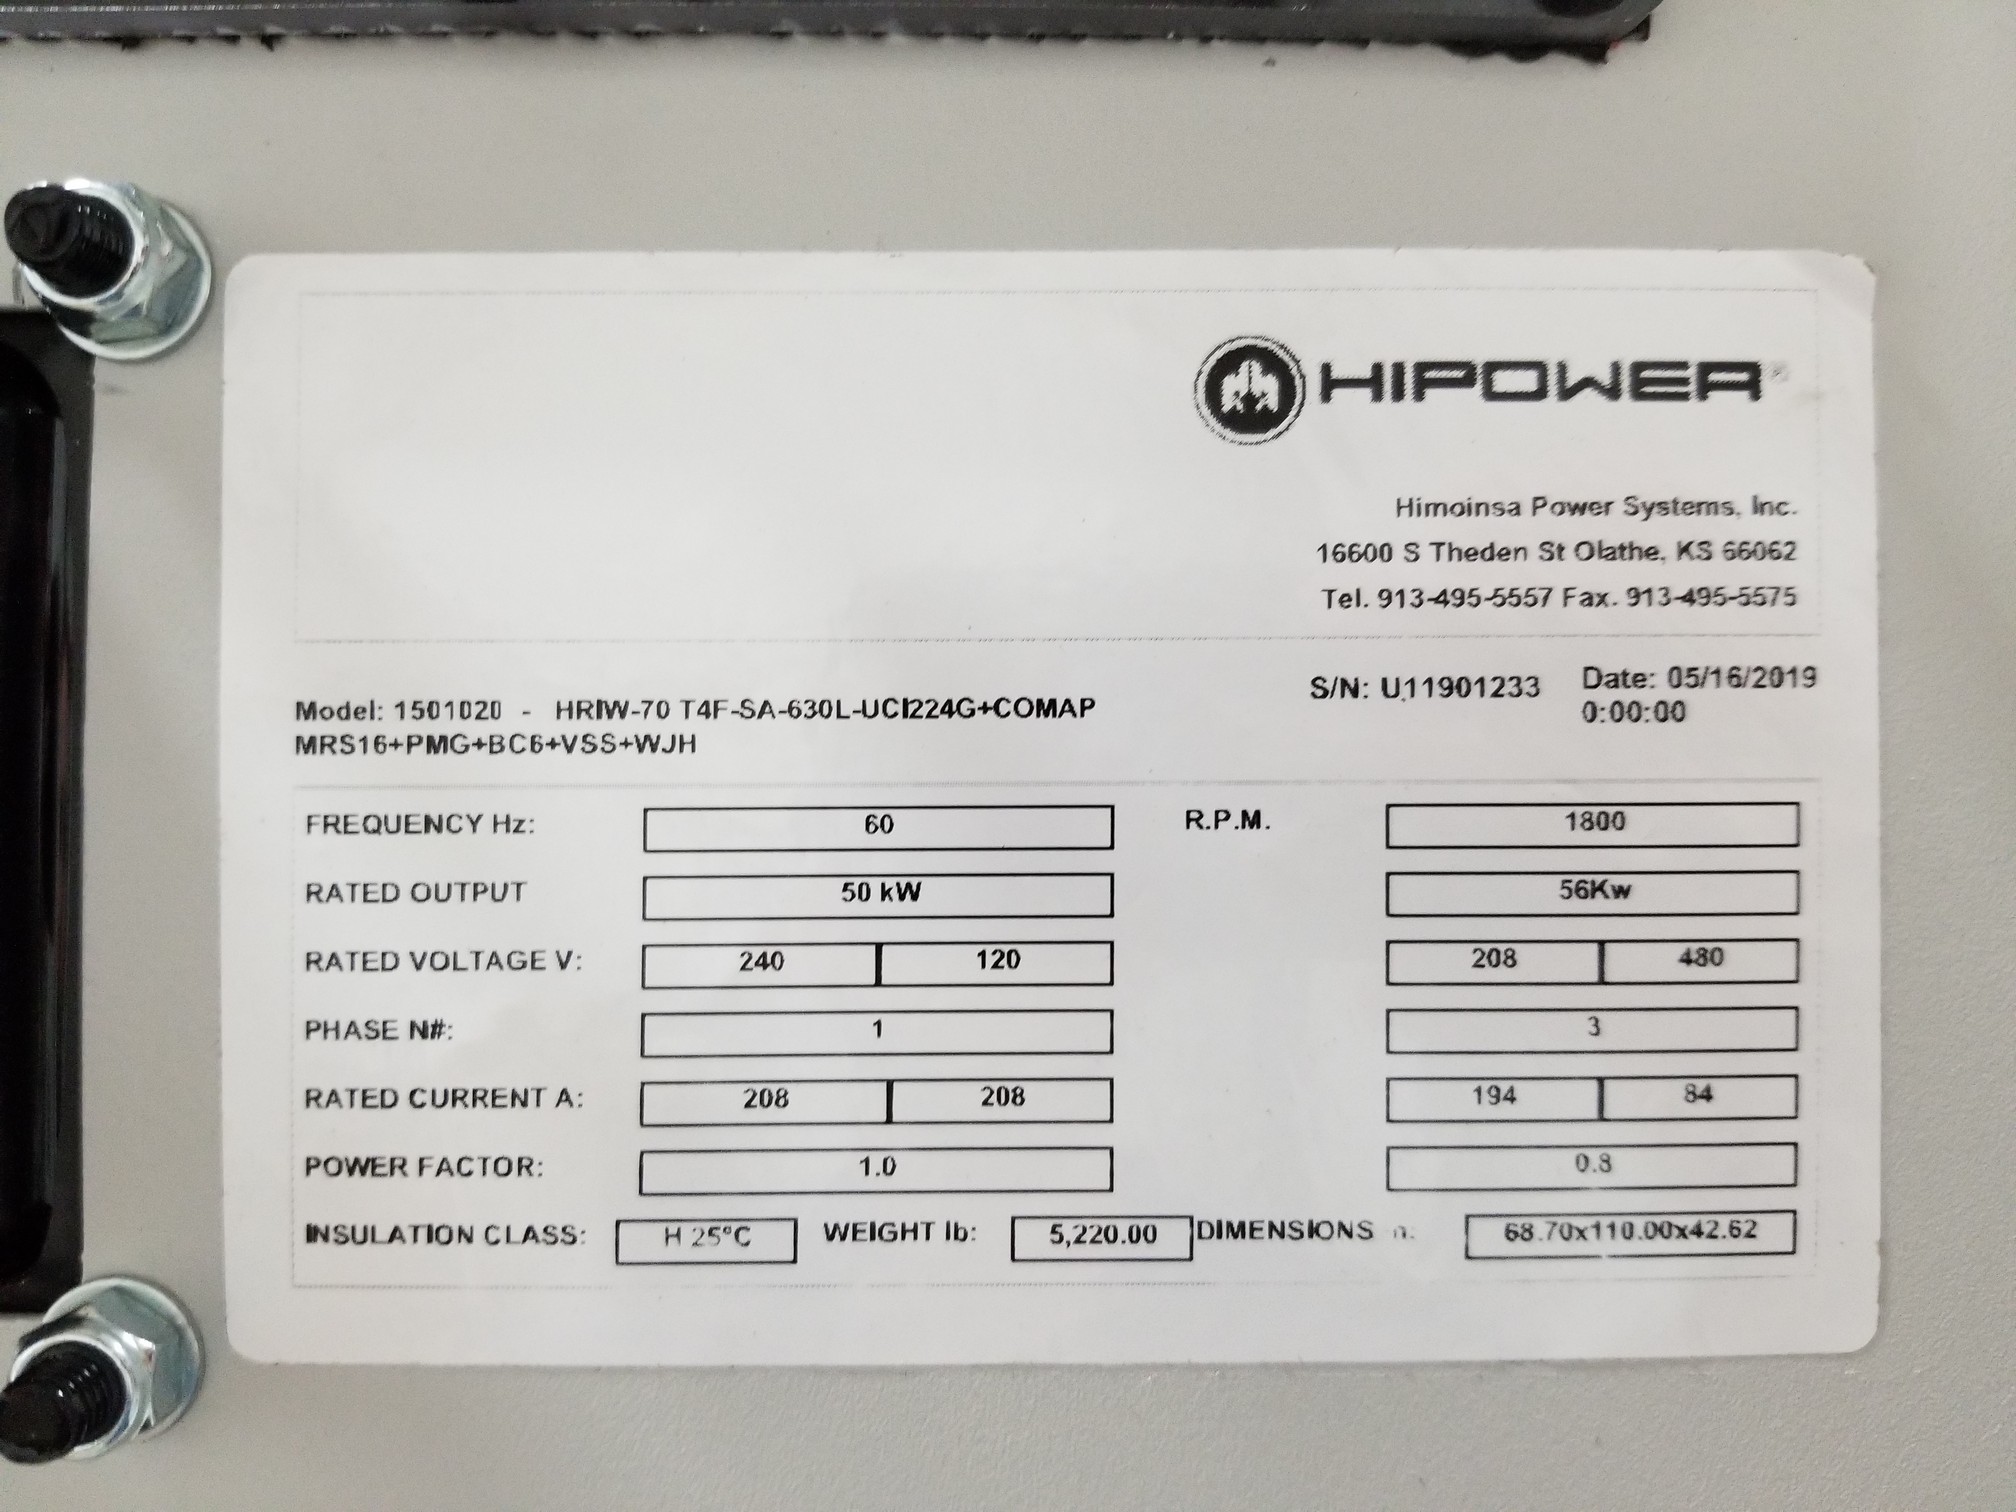 HIPOWER®
Himoinsa Power Systems, Inc.
16600 S Theden St Olathe, KS 66062
Tel. 913-495-5557 Fax. 913-495-5575
Model: 1501020 - HRIW-70 T4F-SA-630L-UCI224G+COMAP
MRS16+PMG+BC6+VSS+WJH
S/N: U11901233 Date: 05/16/2019
0:00:00
FREQUENCY Hz: 60 R.P.M. 1800
RATED OUTPUT 50 kW 56Kw
RATED VOLTAGE V: 240 120 208 480
PHASE N#: 1 3
RATED CURRENT A: 208 208 194 84
POWER FACTOR: 1.0 0.8
INSULATION CLASS: H 25°C WEIGHT lb: 5,220.00 DIMENSIONS n: 68.70x110.00x42.62